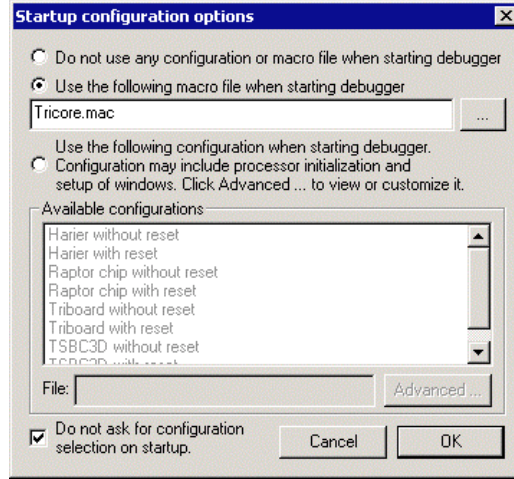 Startup configuration options
Do not use any configuration or macro file when starting debugger
Use the following macro file when starting debugger
Tricore.mac
...
Use the following configuration when starting debugger.
Configuration may include processor initialization and
setup of windows. Click Advanced ... to view or customize it.
Available configurations
Harier without reset
Harier with reset
Raptor chip without reset
Raptor chip with reset
Triboard without reset
Triboard with reset
TSBC3D without reset
TSBC3D with reset
File:
Advanced ...
Do not ask for configuration
selection on startup.
Cancel
OK